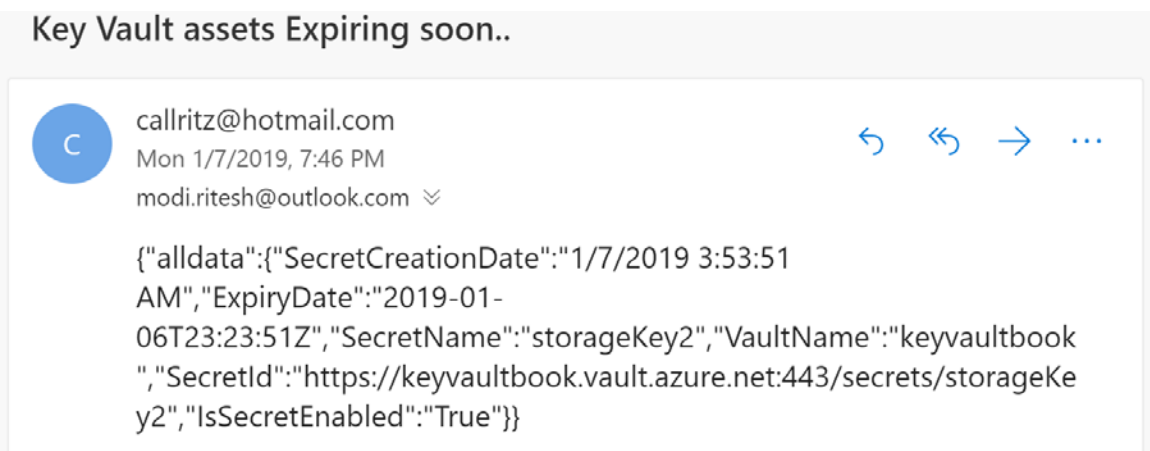 Key Vault assets Expiring soon..
C
callritz@hotmail.com
Mon 1/7/2019, 7:46 PM
modi.ritesh@outlook.com
{"alldata":{"SecretCreationDate":"1/7/2019 3:53:51
AM","ExpiryDate":"2019-01-
06T23:23:51Z","SecretName":"storageKey2","VaultName":"keyvaultbook
","SecretId":"https://keyvaultbook.vault.azure.net:443/secrets/storageKe
y2","IsSecretEnabled":"True"}}